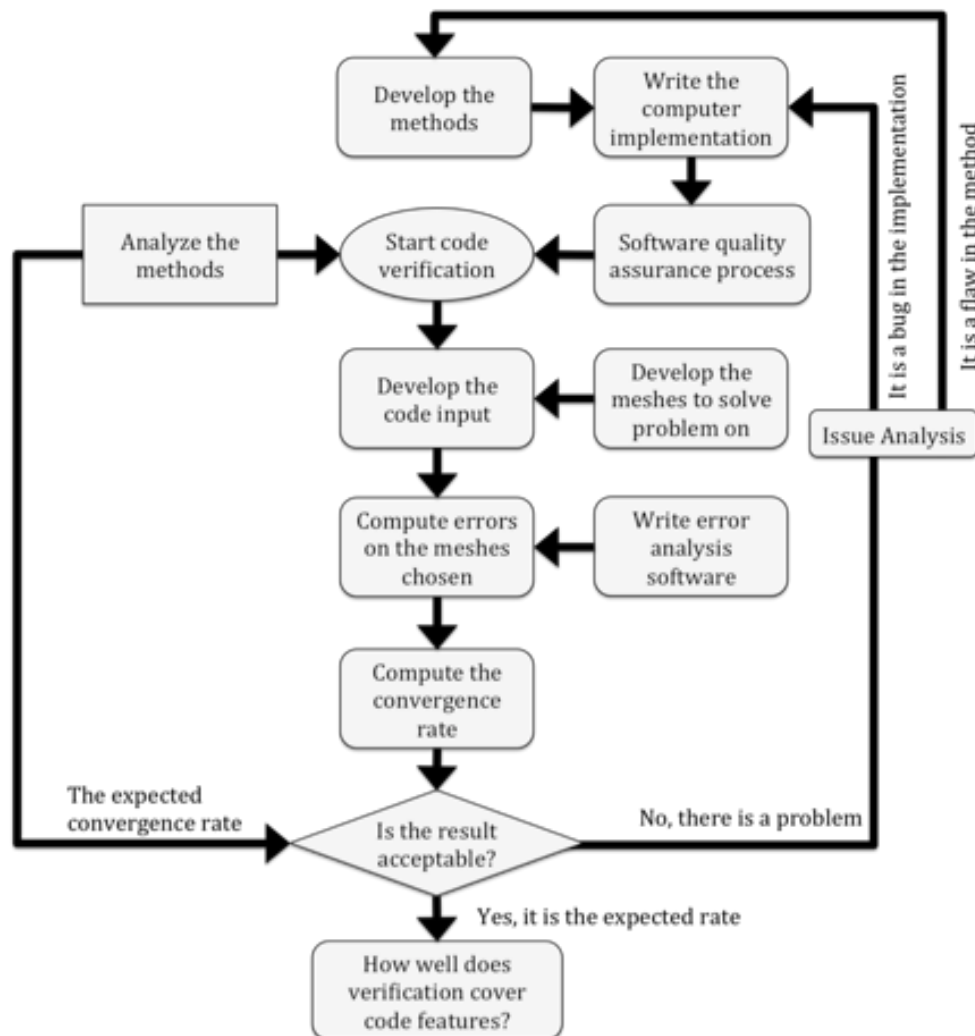 Develop the
methods
Write the
computer
implementation
Analyze the
methods
Start code
verification
Software quality
assurance process
It is a bug in the implementation
It is a flaw in the method
Develop the
code input
Develop the
meshes to solve
problem on
Issue Analysis
Compute errors
on the meshes
chosen
Write error
analysis
software
Compute the
convergence
rate
The expected
convergence rate
Is the result
acceptable?
No, there is a problem
Yes, it is the expected rate
How well does
verification cover
code features?